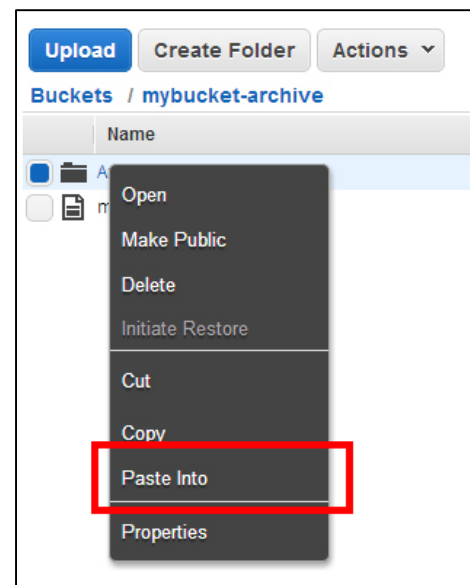 Upload Create Folder Actions
Buckets / mybucket-archive
Name
A
m
Open
Make Public
Delete
Initiate Restore
Cut
Copy
Paste Into
Properties